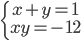 x + y = 1
xy = −12